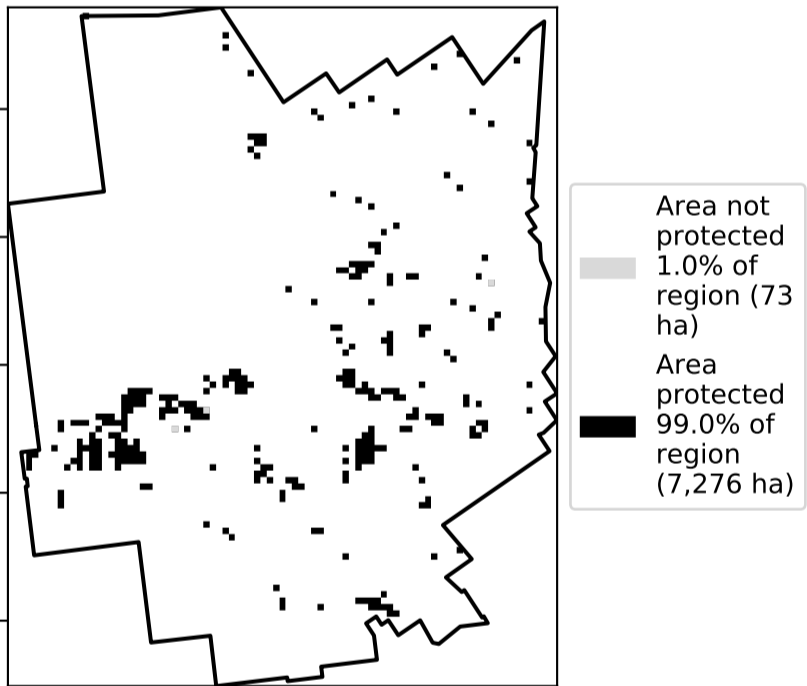 Area not
protected
1.0% of
region (73
ha)
Area
protected
99.0% of
region
(7,276 ha)